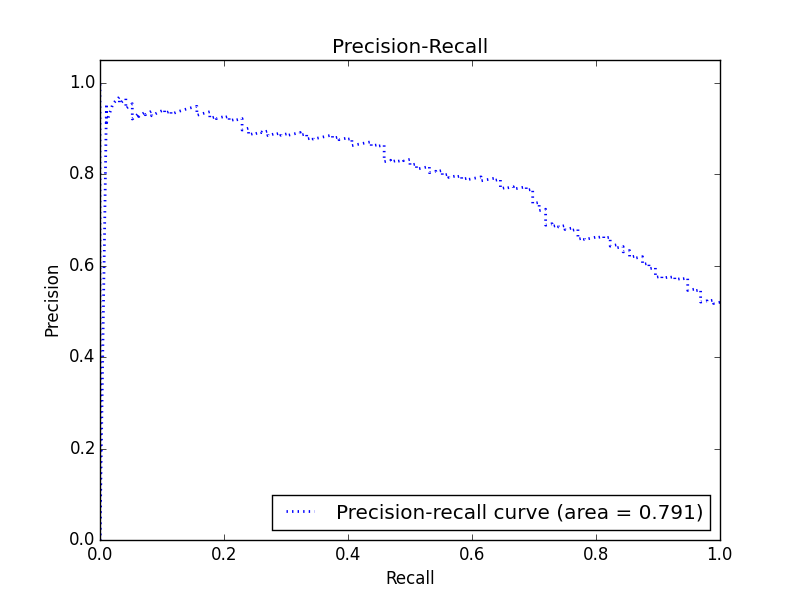 Precision-Recall
1.0
0.8
0.6
0.4
0.2
0.0
Precision
0.0 0.2 0.4 0.6 0.8 1.0
Recall
Precision-recall curve (area = 0.791)